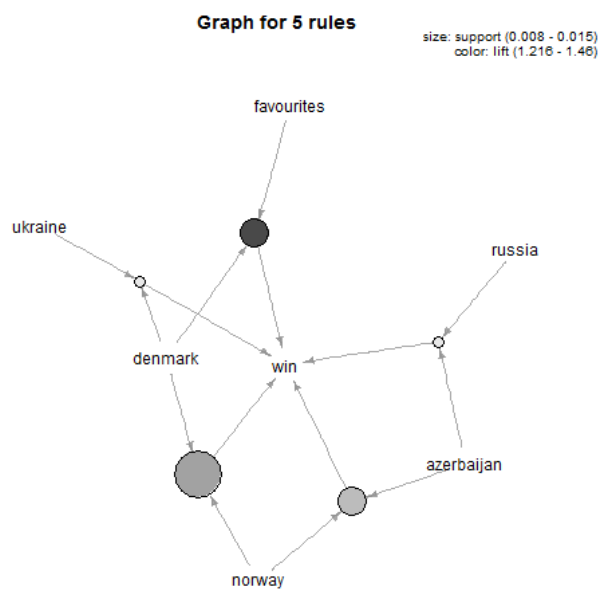 Graph for 5 rules
size: support (0.008 - 0.015)
color: lift (1.216 - 1.46)
favourites
ukraine
russia
denmark
win
azerbaijan
norway